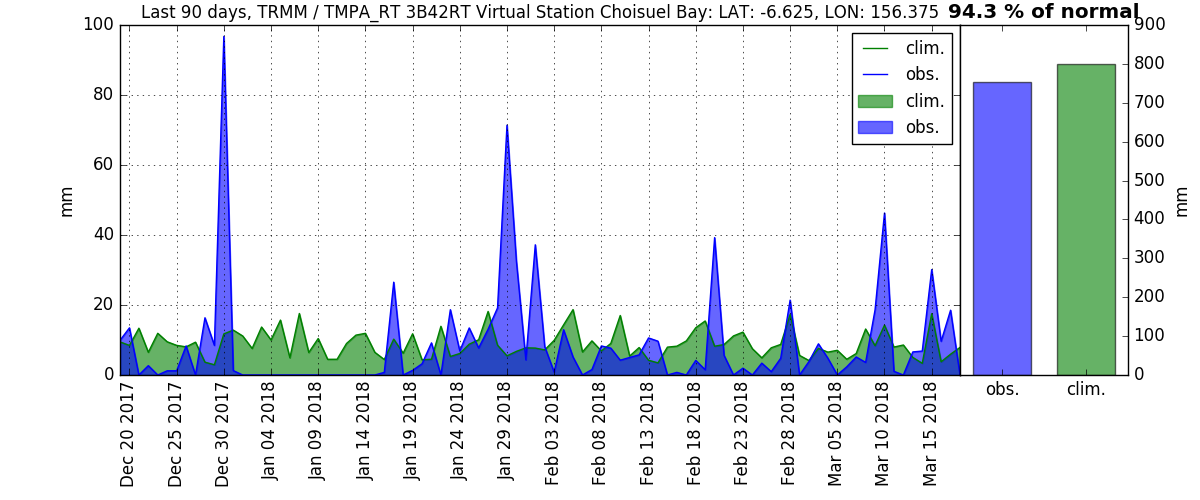 Last 90 days, TRMM / TMPA_RT 3B42RT Virtual Station Choisuel Bay: LAT: -6.625, LON: 156.375 94.3 % of normal
100
80
60
40
20
0
mm
clim.
obs.
clim.
obs.
900
800
700
600
500
400
300
200
100
0
mm
Dec 20 2017
Dec 25 2017
Dec 30 2017
Jan 04 2018
Jan 09 2018
Jan 14 2018
Jan 19 2018
Jan 24 2018
Jan 29 2018
Feb 03 2018
Feb 08 2018
Feb 13 2018
Feb 18 2018
Feb 23 2018
Feb 28 2018
Mar 05 2018
Mar 10 2018
Mar 15 2018
obs.
clim.